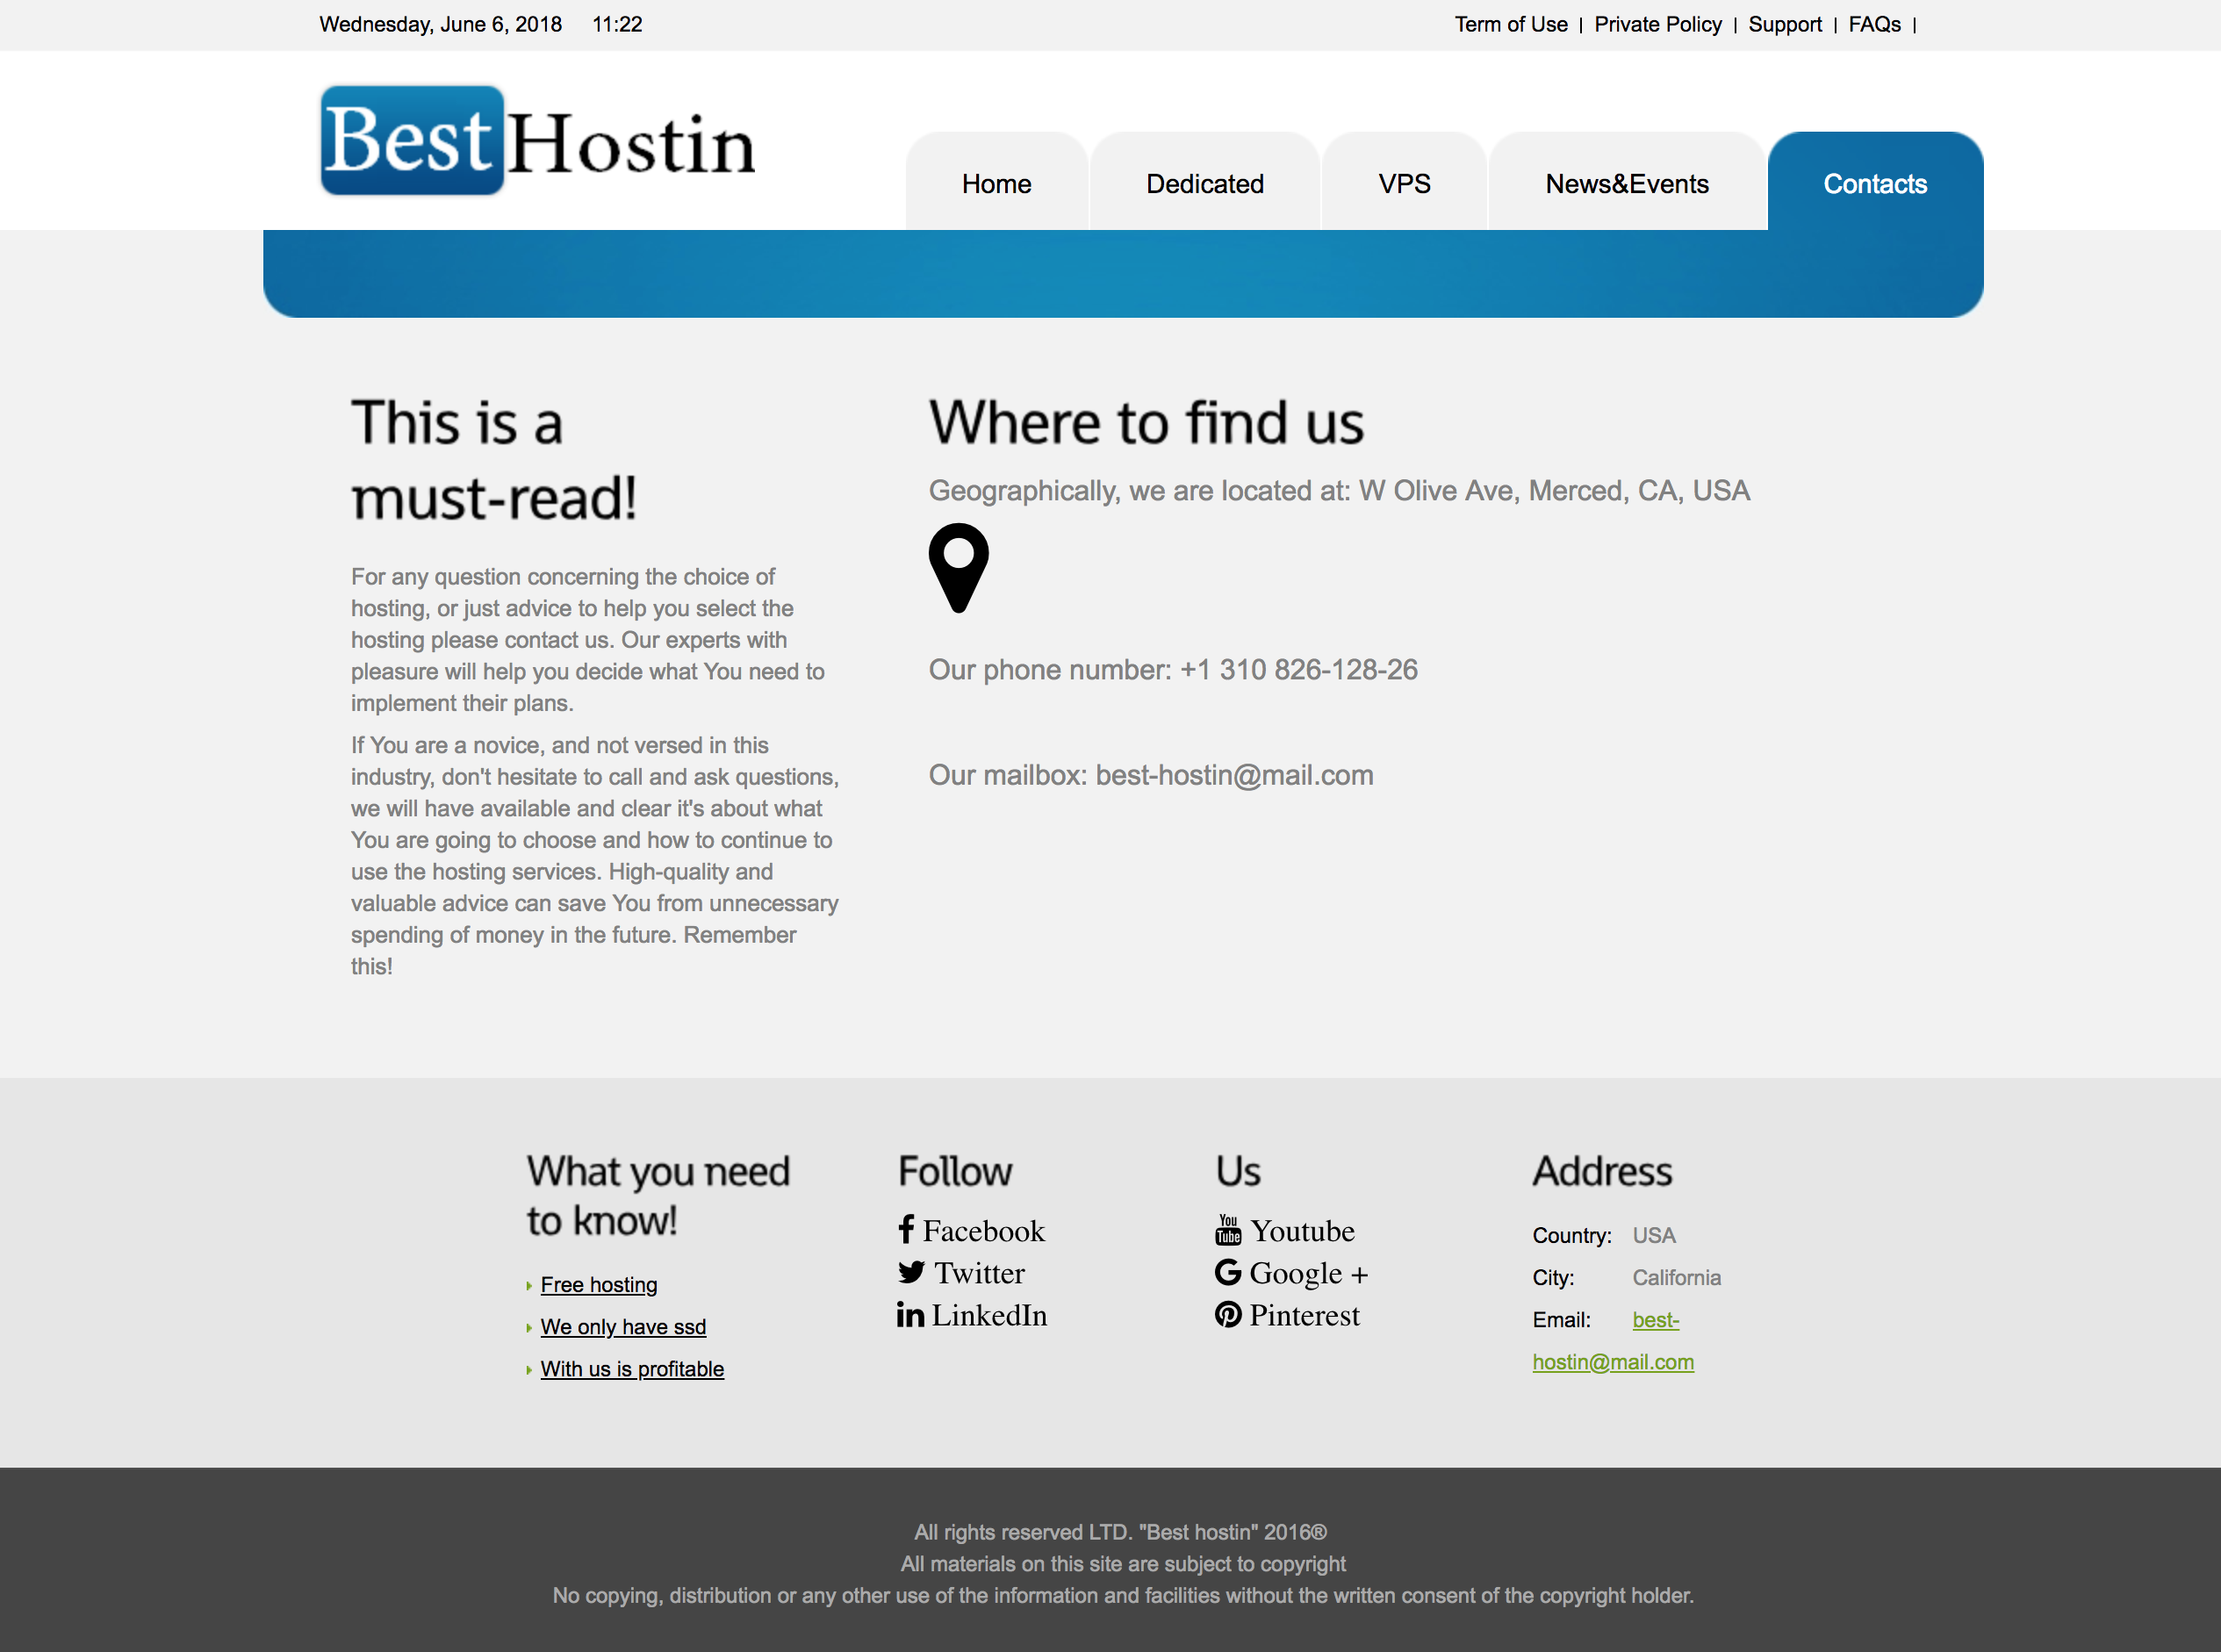 Wednesday, June 6, 2018 11:22
Term of Use | Private Policy | Support | FAQs |
Best Hostin
Home Dedicated VPS News&Events Contacts
This is a
must-read!
For any question concerning the choice of
hosting, or just advice to help you select the
hosting please contact us. Our experts with
pleasure will help you decide what You need to
implement their plans.
If You are a novice, and not versed in this
industry, don't hesitate to call and ask questions,
we will have available and clear it's about what
You are going to choose and how to continue to
use the hosting services. High-quality and
valuable advice can save You from unnecessary
spending of money in the future. Remember
this!
Where to find us
Geographically, we are located at: W Olive Ave, Merced, CA, USA
Our phone number: +1 310 826-128-26
Our mailbox: best-hostin@mail.com
What you need
to know!
Free hosting
We only have ssd
With us is profitable
Follow
Facebook
Twitter
LinkedIn
Us
You Tube Youtube
Google +
Pinterest
Address
Country: USA
City: California
Email: best-
hostin@mail.com
All rights reserved LTD. "Best hostin" 2016®
All materials on this site are subject to copyright
No copying, distribution or any other use of the information and facilities without the written consent of the copyright holder.